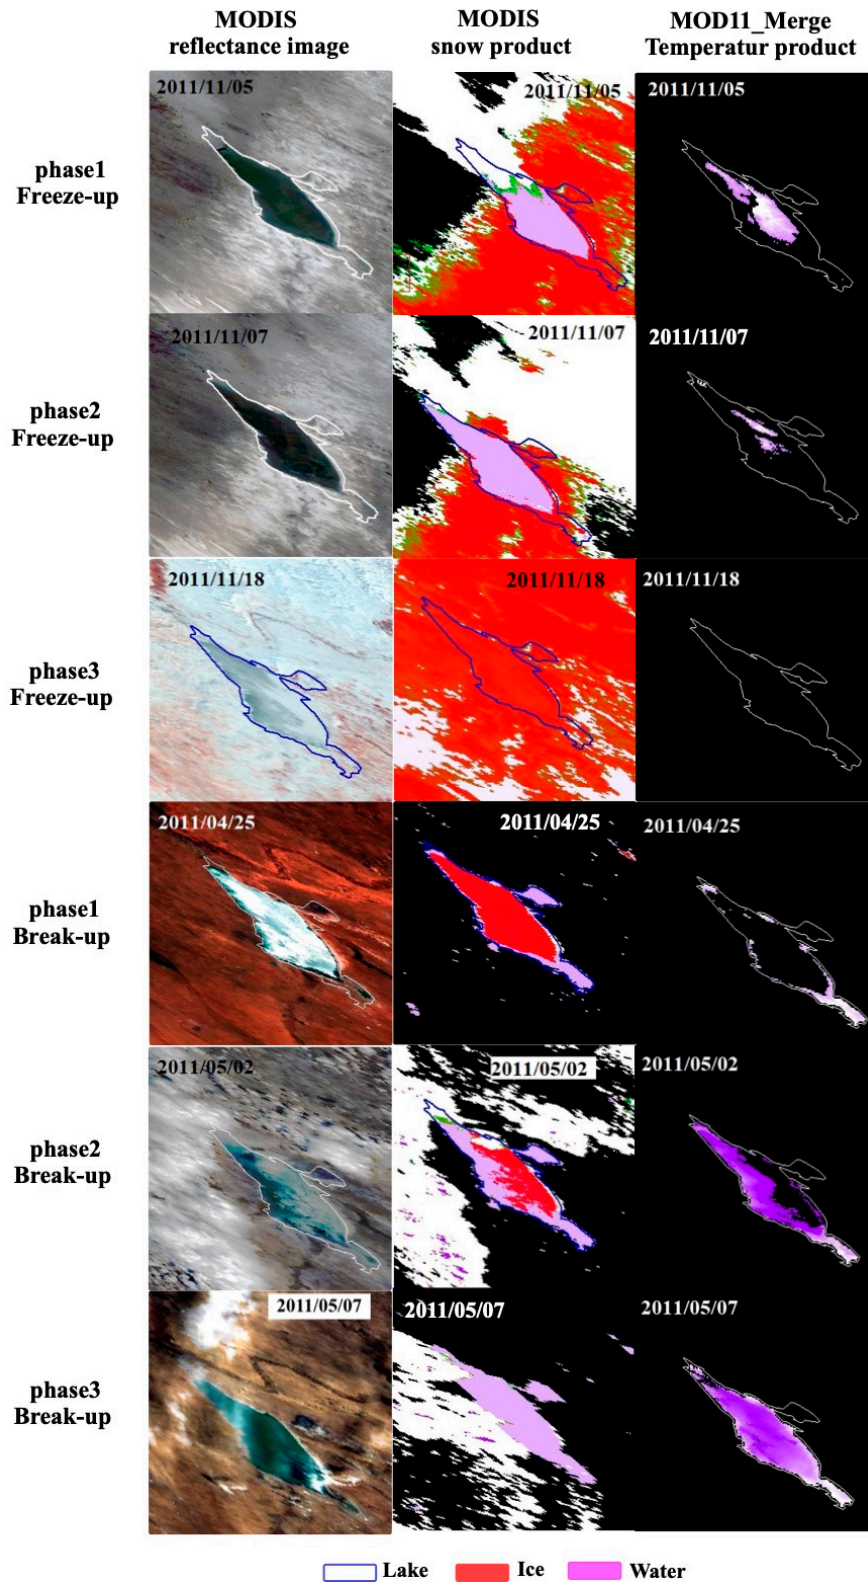 MODIS
reflectance image
MODIS
snow product
MOD11_Merge
Temperatur product
phase1
Freeze-up
2011/11/05
2011/11/05
2011/11/05
phase2
Freeze-up
2011/11/07
2011/11/07
2011/11/07
phase3
Freeze-up
2011/11/18
2011/11/18
2011/11/18
phase1
Break-up
2011/04/25
2011/04/25
2011/04/25
phase2
Break-up
2011/05/02
2011/05/02
2011/05/02
phase3
Break-up
2011/05/07
2011/05/07
2011/05/07
Lake
Ice
Water